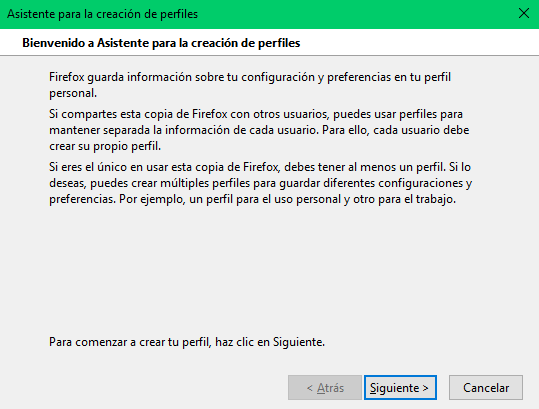 Asistente para la creación de perfiles
Bienvenido a Asistente para la creación de perfiles
Firefox guarda información sobre tu configuración y preferencias en tu perfil
personal.
Si compartes esta copia de Firefox con otros usuarios, puedes usar perfiles para
mantener separada la información de cada usuario. Para ello, cada usuario debe
crear su propio perfil.
Si eres el único en usar esta copia de Firefox, debes tener al menos un perfil. Si lo
deseas, puedes crear múltiples perfiles para guardar diferentes configuraciones y
preferencias. Por ejemplo, un perfil para el uso personal y otro para el trabajo.
Para comenzar a crear tu perfil, haz clic en Siguiente.
< Atrás Siguiente > Cancelar